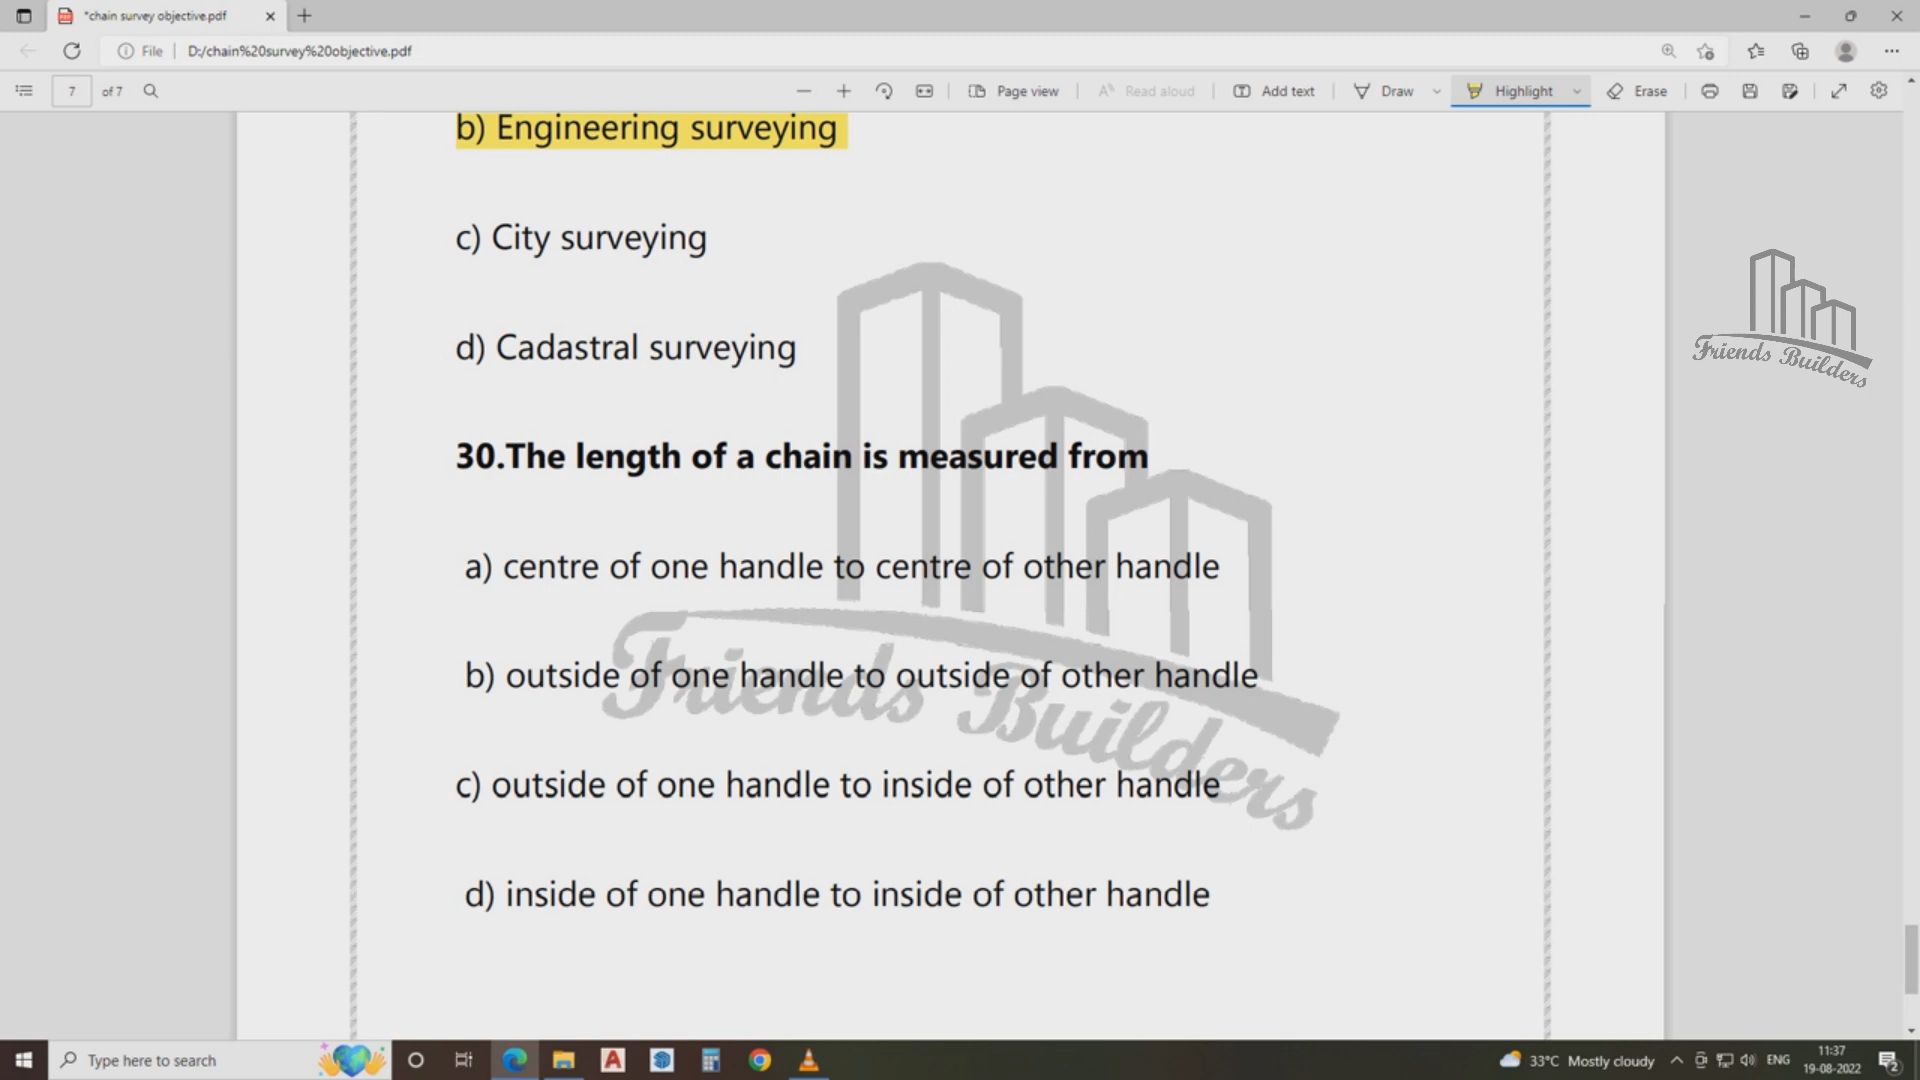 *chain survey objective.pdf
File
D:/chain%20survey%20objective.pdf
7 of 7
Page view
Read aloud
Add text
Draw
Highlight
Erase
b) Engineering surveying
c) City surveying
d) Cadastral surveying
Friends Builders
30.The length of a chain is measured from
a) centre of one handle to centre of other handle
b) outside of one handle to outside of other handle
Friends Builders
c) outside of one handle to inside of other handle
d) inside of one handle to inside of other handle
Type here to search
33°C Mostly cloudy
ENG
11:37
19-08-2022
2